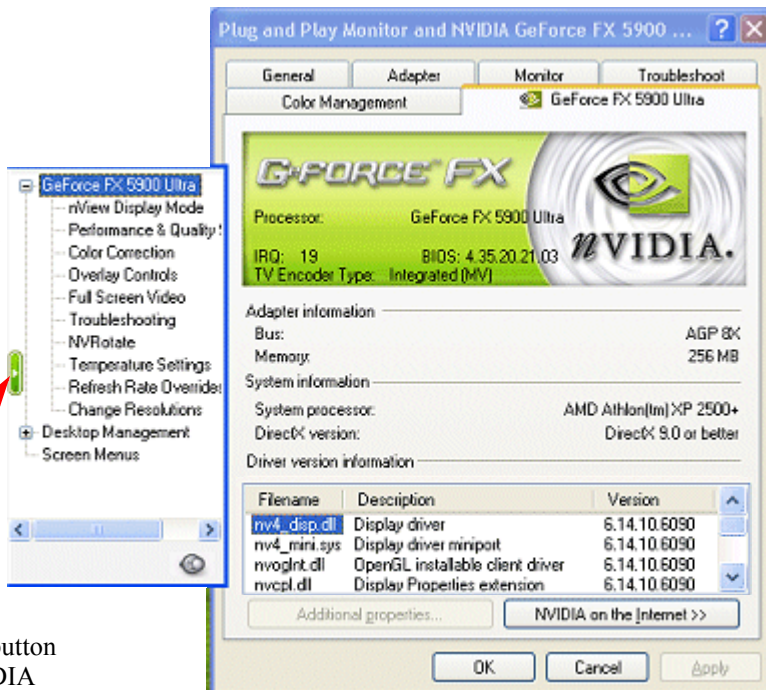 Plug and Play Monitor and NVIDIA GeForce FX 5900 ...
General Adapter Monitor Troubleshoot
Color Management GeForce FX 5900 Ultra
GEFORCE FX
Processor: GeForce FX 5900 Ultra
IRQ: 19 BIOS: 4.35.20.21.03
TV Encoder Type: Integrated (MV)
nVIDIA.
Adapter information
Bus: AGP 8X
Memory: 256 MB
System information
System processor: AMD Athlon(tm) XP 2500+
DirectX version: DirectX 9.0 or better
Driver version information
Filename Description Version
nv4_disp.dll Display driver 6.14.10.6090
nv4_mini.sys Display driver miniport 6.14.10.6090
nvoglnt.dll OpenGL installable client driver 6.14.10.6090
nvcpl.dll Display Properties extension 6.14.10.6090
Additional properties... NVIDIA on the Internet >>
OK Cancel Apply
GeForce FX 5900 Ultra
nView Display Mode
Performance & Quality
Color Correction
Overlay Controls
Full Screen Video
Troubleshooting
NVRotate
Temperature Settings
Refresh Rate Overrides
Change Resolutions
Desktop Management
Screen Menus
utton
DIA